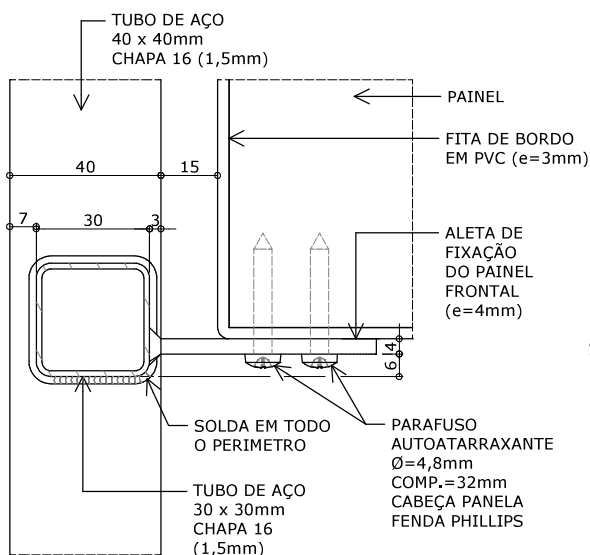 TUBO DE AÇO
40 x 40mm
CHAPA 16 (1,5mm)
PAINEL
FITA DE BORDO
EM PVC (e=3mm)
40
15
7
30
3
ALETA DE
FIXAÇÃO
DO PAINEL
FRONTAL
(e=4mm)
4
6
SOLDA EM TODO
O PERIMETRO
PARAFUSO
AUTOATARRAXANTE
Ø=4,8mm
COMP.=32mm
CABEÇA PANELA
FENDA PHILLIPS
TUBO DE AÇO
30 x 30mm
CHAPA 16
(1,5mm)